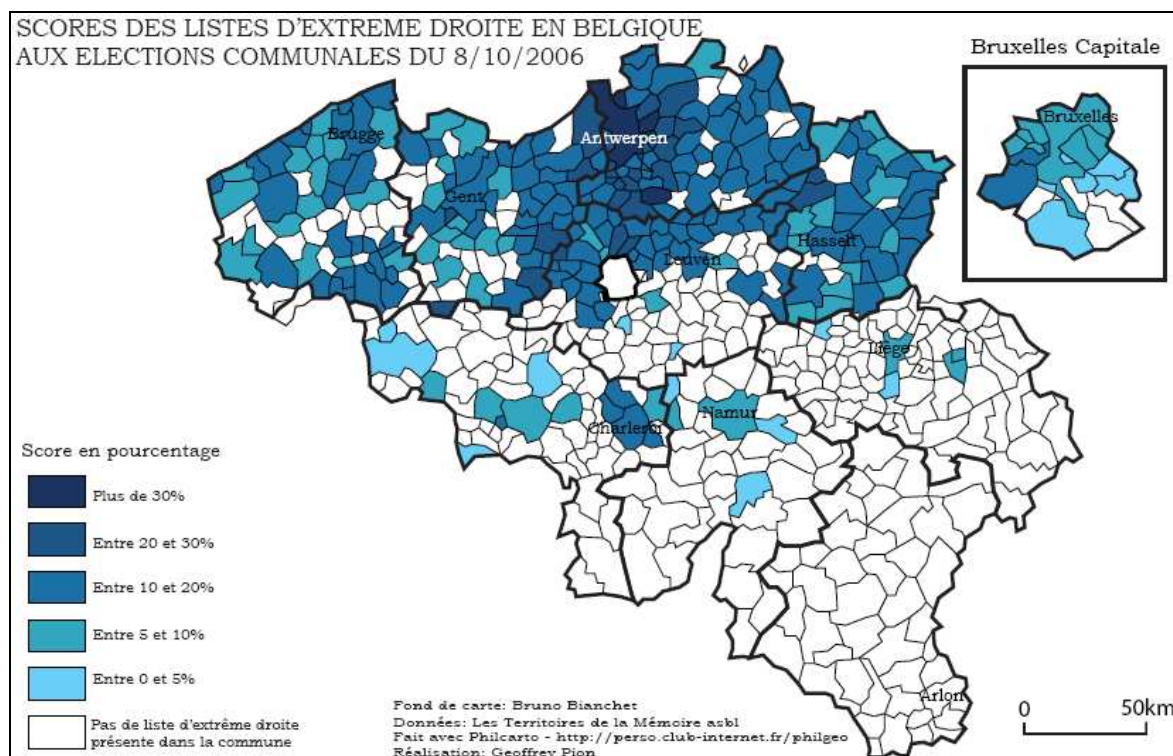 SCORES DES LISTES D'EXTREME DROITE EN BELGIQUE
AUX ELECTIONS COMMUNALES DU 8/10/2006
Bruxelles Capitale
Bruxelles
Brugge
Antwerpen
Gent
Hasselt
Leuven
Liège
Namur
Charleroi
Arlon
Score en pourcentage
Plus de 30%
Entre 20 et 30%
Entre 10 et 20%
Entre 5 et 10%
Entre 0 et 5%
Pas de liste d'extrême droite
présente dans la commune
Fond de carte: Bruno Bianchet
Données: Les Territoires de la Mémoire asbl
Fait avec Philcarto - http://perso.club-internet.fr/philgeo
Réalisation: Geoffrey Pion
0 50km